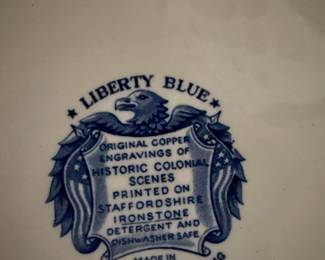 ★ LIBERTY BLUE ★
ORIGINAL COPPER
ENGRAVINGS OF
HISTORIC COLONIAL
SCENES
PRINTED ON
STAFFORDSHIRE
IRONSTONE
DETERGENT AND
DISHWASHER SAFE
MADE IN